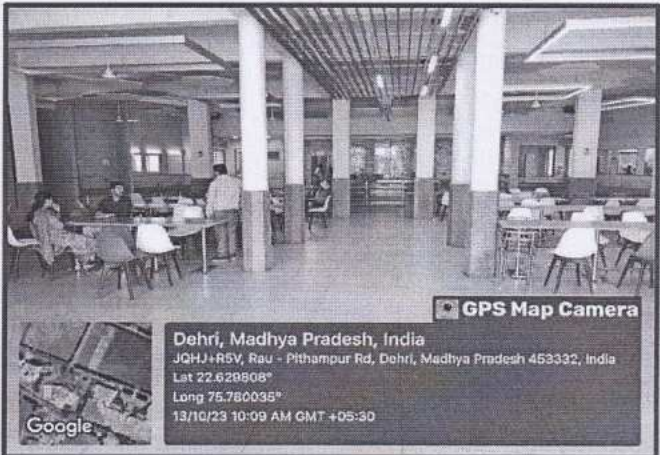 GPS Map Camera
Dehri, Madhya Pradesh, India
JQHJ+R5V, Rau - Pithampur Rd, Dehri, Madhya Pradesh 453332, India
Lat 22.629808°
Long 75.760035°
13/10/23 10:09 AM GMT +05:30
Google